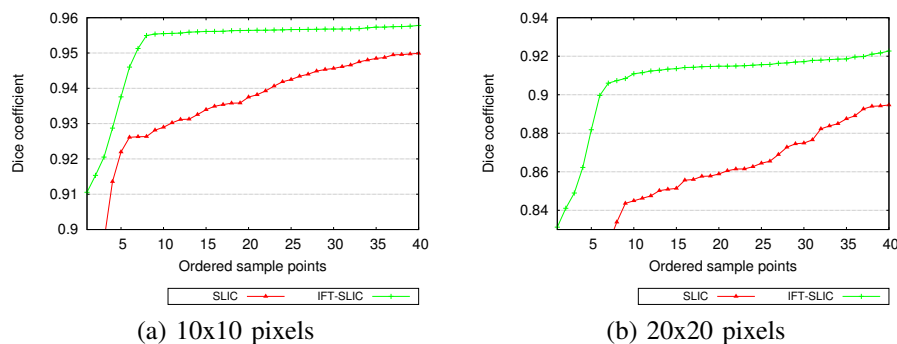 0.96
0.95
0.94
0.93
0.92
0.91
0.9
Dice coefficient
5 10 15 20 25 30 35 40
Ordered sample points
SLIC IFT-SLIC
(a) 10x10 pixels
0.94
0.92
0.9
0.88
0.86
0.84
Dice coefficient
5 10 15 20 25 30 35 40
Ordered sample points
SLIC IFT-SLIC
(b) 20x20 pixels